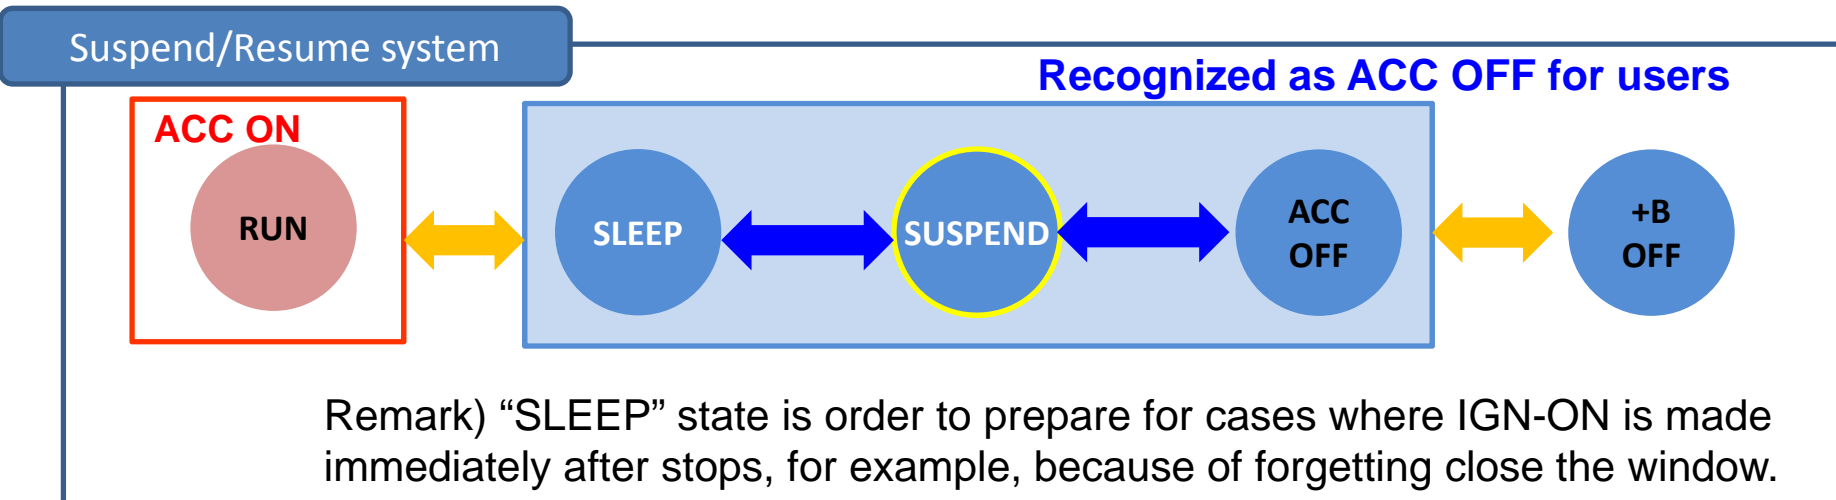 Suspend/Resume system
Recognized as ACC OFF for users
ACC ON
RUN
SLEEP
SUSPEND
ACC
OFF
+B
OFF
Remark) “SLEEP” state is order to prepare for cases where IGN-ON is made
immediately after stops, for example, because of forgetting close the window.